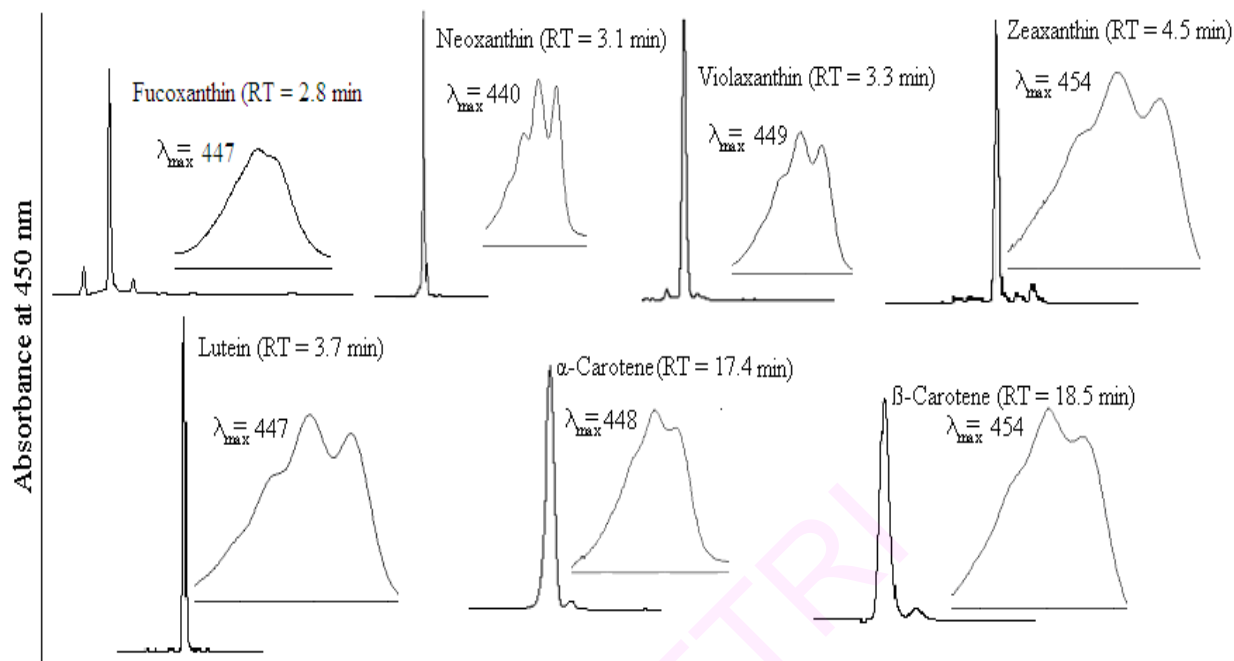 Absorbance at 450 nm
Fucoxanthin (RT = 2.8 min
λmax = 447
Neoxanthin (RT = 3.1 min)
λmax = 440
Violaxanthin (RT = 3.3 min)
λmax = 449
Zeaxanthin (RT = 4.5 min)
λmax = 454
Lutein (RT = 3.7 min)
λmax = 447
α-Carotene (RT = 17.4 min)
λmax = 448
ß-Carotene (RT = 18.5 min)
λmax = 454